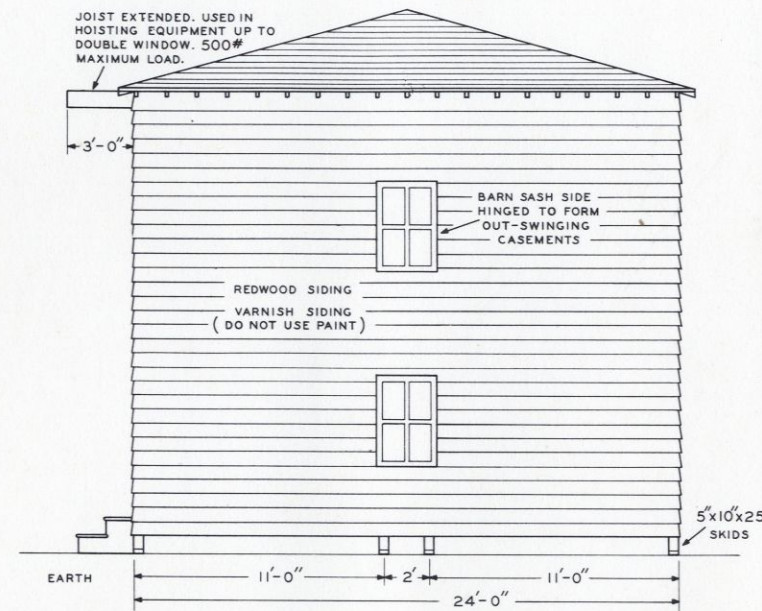 JOIST EXTENDED. USED IN
HOISTING EQUIPMENT UP TO
DOUBLE WINDOW. 500#
MAXIMUM LOAD.
3'-0"
BARN SASH SIDE
HINGED TO FORM
OUT-SWINGING
CASEMENTS
REDWOOD SIDING
VARNISH SIDING
(DO NOT USE PAINT)
5"x10"x25
SKIDS
EARTH
11'-0"
2'
11'-0"
24'-0"